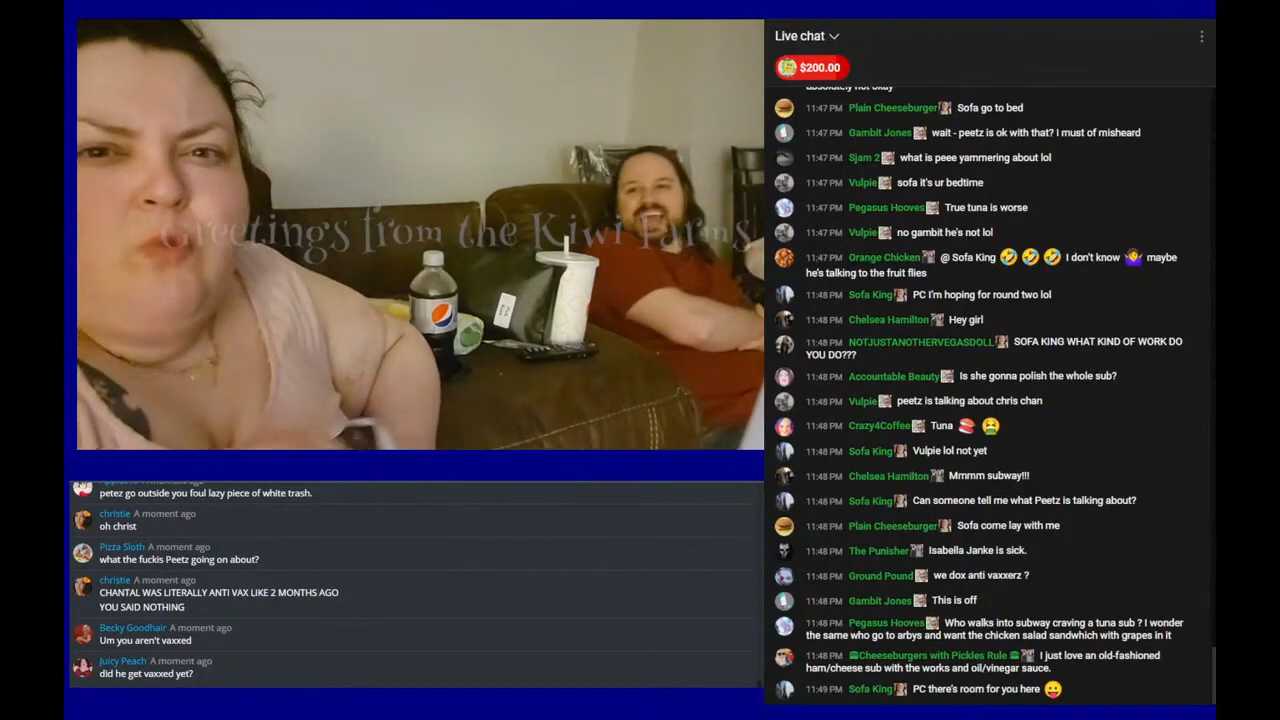 Greetings from the Kiwi Farms
petez go outside you foul lazy piece of white trash.
christie A moment ago
oh christ
Pizza Sloth A moment ago
what the fuckis Peetz going on about?
christie A moment ago
CHANTAL WAS LITERALLY ANTI VAX LIKE 2 MONTHS AGO
YOU SAID NOTHING
Becky Goodhair A moment ago
Um you aren't vaxxed
Juicy Peach A moment ago
did he get vaxxed yet?
Live chat
$200.00
absolutely not okay
11:47 PM Plain Cheeseburger Sofa go to bed
11:47 PM Gambit Jones wait - peetz is ok with that? I must of misheard
11:47 PM Sjam 2 what is peee yammering about lol
11:47 PM Vulpie sofa it's ur bedtime
11:47 PM Pegasus Hooves True tuna is worse
11:47 PM Vulpie no gambit he's not lol
11:47 PM Orange Chicken @ Sofa King 🤣 🤣 🤣 I don't know 🤷‍♀️ maybe
he's talking to the fruit flies
11:48 PM Sofa King PC I'm hoping for round two lol
11:48 PM Chelsea Hamilton Hey girl
11:48 PM NOTJUSTANOTHERVEGASDOLL SOFA KING WHAT KIND OF WORK DO
YOU DO???
11:48 PM Accountable Beauty Is she gonna polish the whole sub?
11:48 PM Vulpie peetz is talking about chris chan
11:48 PM Crazy4Coffee Tuna 🍣 🤮
11:48 PM Sofa King Vulpie lol not yet
11:48 PM Chelsea Hamilton Mmmm subway!!!
11:48 PM Sofa King Can someone tell me what Peetz is talking about?
11:48 PM Plain Cheeseburger Sofa come lay with me
11:48 PM The Punisher Isabella Janke is sick.
11:48 PM Ground Pound we dox anti vaxxerz ?
11:48 PM Gambit Jones This is off
11:48 PM Pegasus Hooves Who walks into subway craving a tuna sub? I wonder
the same who go to arbys and want the chicken salad sandwhich with grapes in it
11:48 PM 🍔Cheeseburgers with Pickles Rule 🍔 I just love an old-fashioned
ham/cheese sub with the works and oil/vinegar sauce.
11:49 PM Sofa King PC there's room for you here 😛